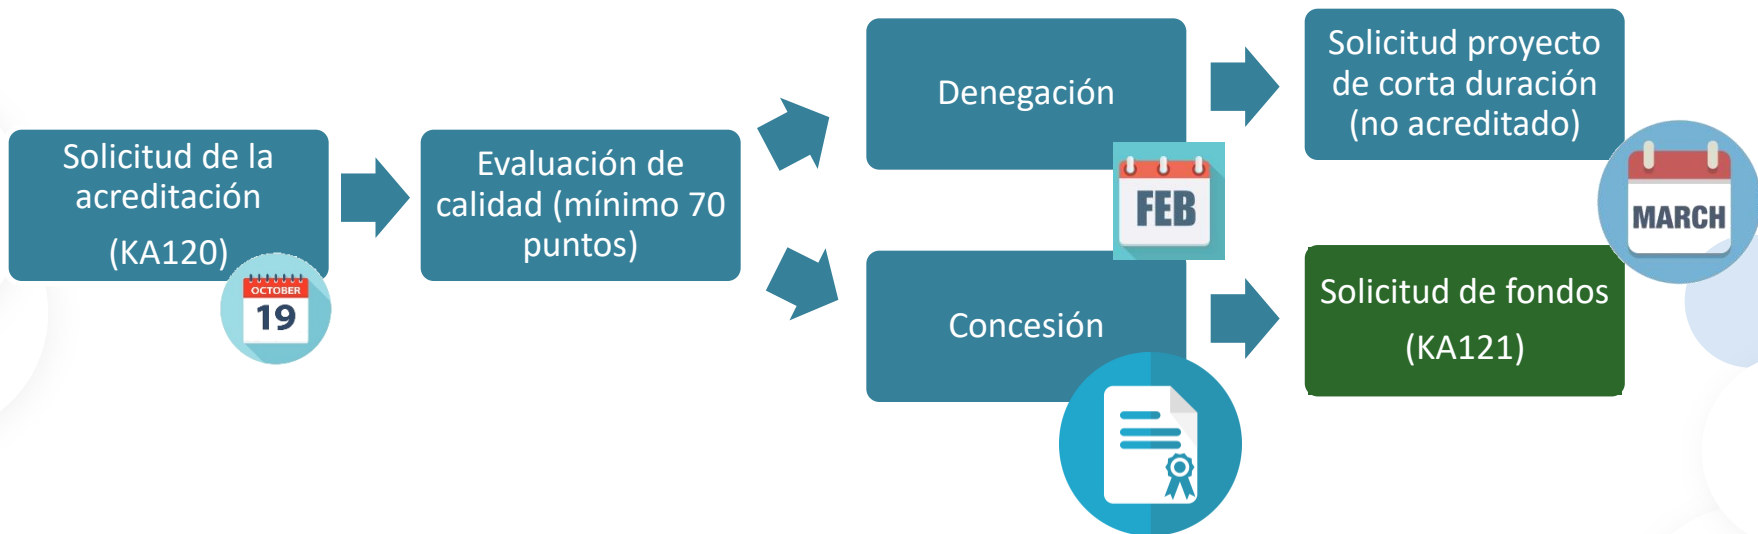 Solicitud de la
acreditación
(KA120)
OCTOBER
19
Evaluación de
calidad (mínimo 70
puntos)
Denegación
FEB
Concesión
Solicitud proyecto
de corta duración
(no acreditado)
MARCH
Solicitud de fondos
(KA121)